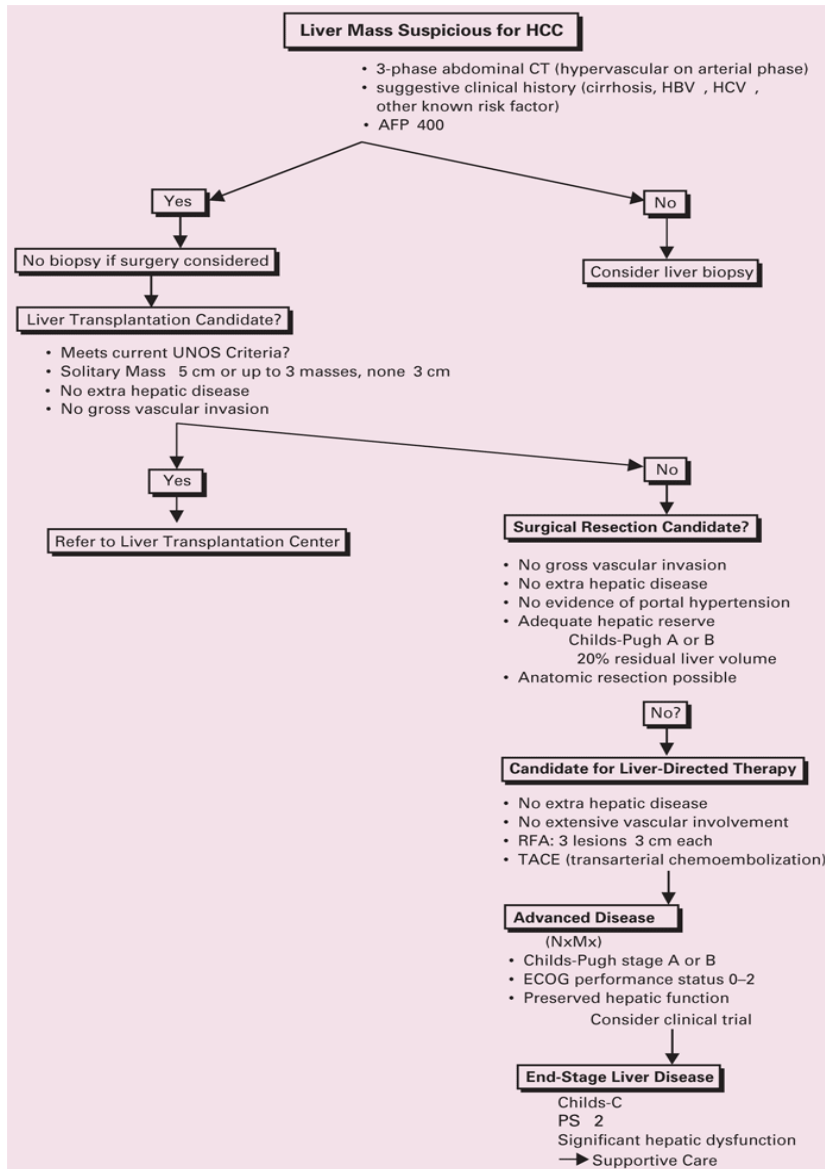 Liver Mass Suspicious for HCC
• 3-phase abdominal CT (hypervascular on arterial phase)
• suggestive clinical history (cirrhosis, HBV , HCV ,
other known risk factor)
• AFP 400
Yes
No
No biopsy if surgery considered
Consider liver biopsy
Liver Transplantation Candidate?
• Meets current UNOS Criteria?
• Solitary Mass 5 cm or up to 3 masses, none 3 cm
• No extra hepatic disease
• No gross vascular invasion
Yes
No
Refer to Liver Transplantation Center
Surgical Resection Candidate?
• No gross vascular invasion
• No extra hepatic disease
• No evidence of portal hypertension
• Adequate hepatic reserve
Childs-Pugh A or B
20% residual liver volume
• Anatomic resection possible
No?
Candidate for Liver-Directed Therapy
• No extra hepatic disease
• No extensive vascular involvement
• RFA: 3 lesions 3 cm each
• TACE (transarterial chemoembolization)
Advanced Disease
(NxMx)
• Childs-Pugh stage A or B
• ECOG performance status 0–2
• Preserved hepatic function
Consider clinical trial
End-Stage Liver Disease
Childs-C
PS 2
Significant hepatic dysfunction
Supportive Care